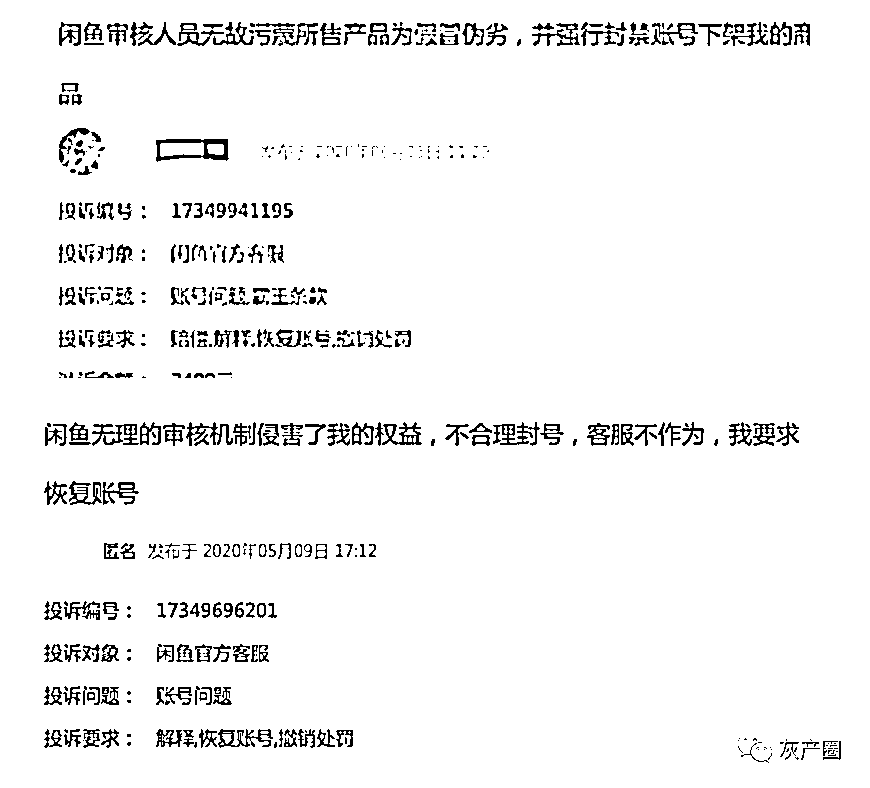 闲鱼审核人员无故污蔑所售产品为假冒伪劣，并强行封禁账号下架我的商
品
发布于 2020年
投诉编号： 17349941195
投诉对象： 闲鱼官方客服
投诉问题： 账号问题,霸王条款
投诉要求： 赔偿,解释,恢复账号,撤销处罚
闲鱼无理的审核机制侵害了我的权益，不合理封号，客服不作为，我要求
恢复账号
匿名 发布于 2020年05月09日 17:12
投诉编号： 17349696201
投诉对象： 闲鱼官方客服
投诉问题： 账号问题
投诉要求： 解释,恢复账号,撤销处罚
灰产圈